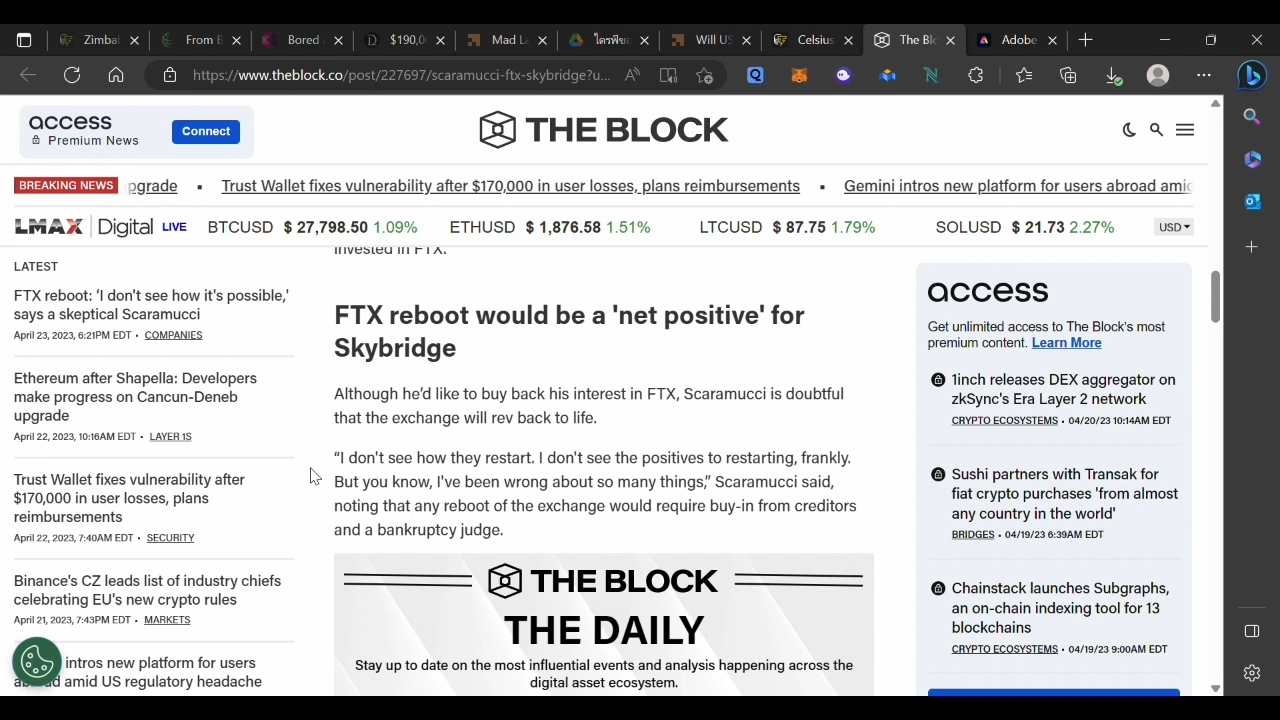 Zimba
From B
Bored
$190,0
Mad La
ใครพีย
Will US
Celsius
The Blo
Adobe
https://www.theblock.co/post/227697/scaramucci-ftx-skybridge?u...
access
Premium News
Connect
THE BLOCK
BREAKING NEWS
pgrade ▪ Trust Wallet fixes vulnerability after $170,000 in user losses, plans reimbursements ▪ Gemini intros new platform for users abroad amid
LMAX Digital LIVE BTCUSD $ 27,798.50 1.09% ETHUSD $ 1,876.58 1.51% LTCUSD $ 87.75 1.79% SOLUSD $ 21.73 2.27% USD
LATEST
FTX reboot: 'I don't see how it's possible,'
says a skeptical Scaramucci
April 23, 2023, 6:21PM EDT • COMPANIES
Ethereum after Shapella: Developers
make progress on Cancun-Deneb
upgrade
April 22, 2023, 10:16AM EDT • LAYER 1S
Trust Wallet fixes vulnerability after
$170,000 in user losses, plans
reimbursements
April 22, 2023, 7:40AM EDT • SECURITY
Binance's CZ leads list of industry chiefs
celebrating EU's new crypto rules
April 21, 2023, 7:43PM EDT • MARKETS
intros new platform for users
amid US regulatory headache
invested in FTX.
FTX reboot would be a 'net positive' for
Skybridge
Although he’d like to buy back his interest in FTX, Scaramucci is doubtful
that the exchange will rev back to life.
“I don't see how they restart. I don't see the positives to restarting, frankly.
But you know, I've been wrong about so many things,” Scaramucci said,
noting that any reboot of the exchange would require buy-in from creditors
and a bankruptcy judge.
THE BLOCK
THE DAILY
Stay up to date on the most influential events and analysis happening across the
digital asset ecosystem.
access
Get unlimited access to The Block's most
premium content. Learn More
1inch releases DEX aggregator on
zkSync's Era Layer 2 network
CRYPTO ECOSYSTEMS • 04/20/23 10:14AM EDT
Sushi partners with Transak for
fiat crypto purchases 'from almost
any country in the world'
BRIDGES • 04/19/23 6:39AM EDT
Chainstack launches Subgraphs,
an on-chain indexing tool for 13
blockchains
CRYPTO ECOSYSTEMS • 04/19/23 9:00AM EDT